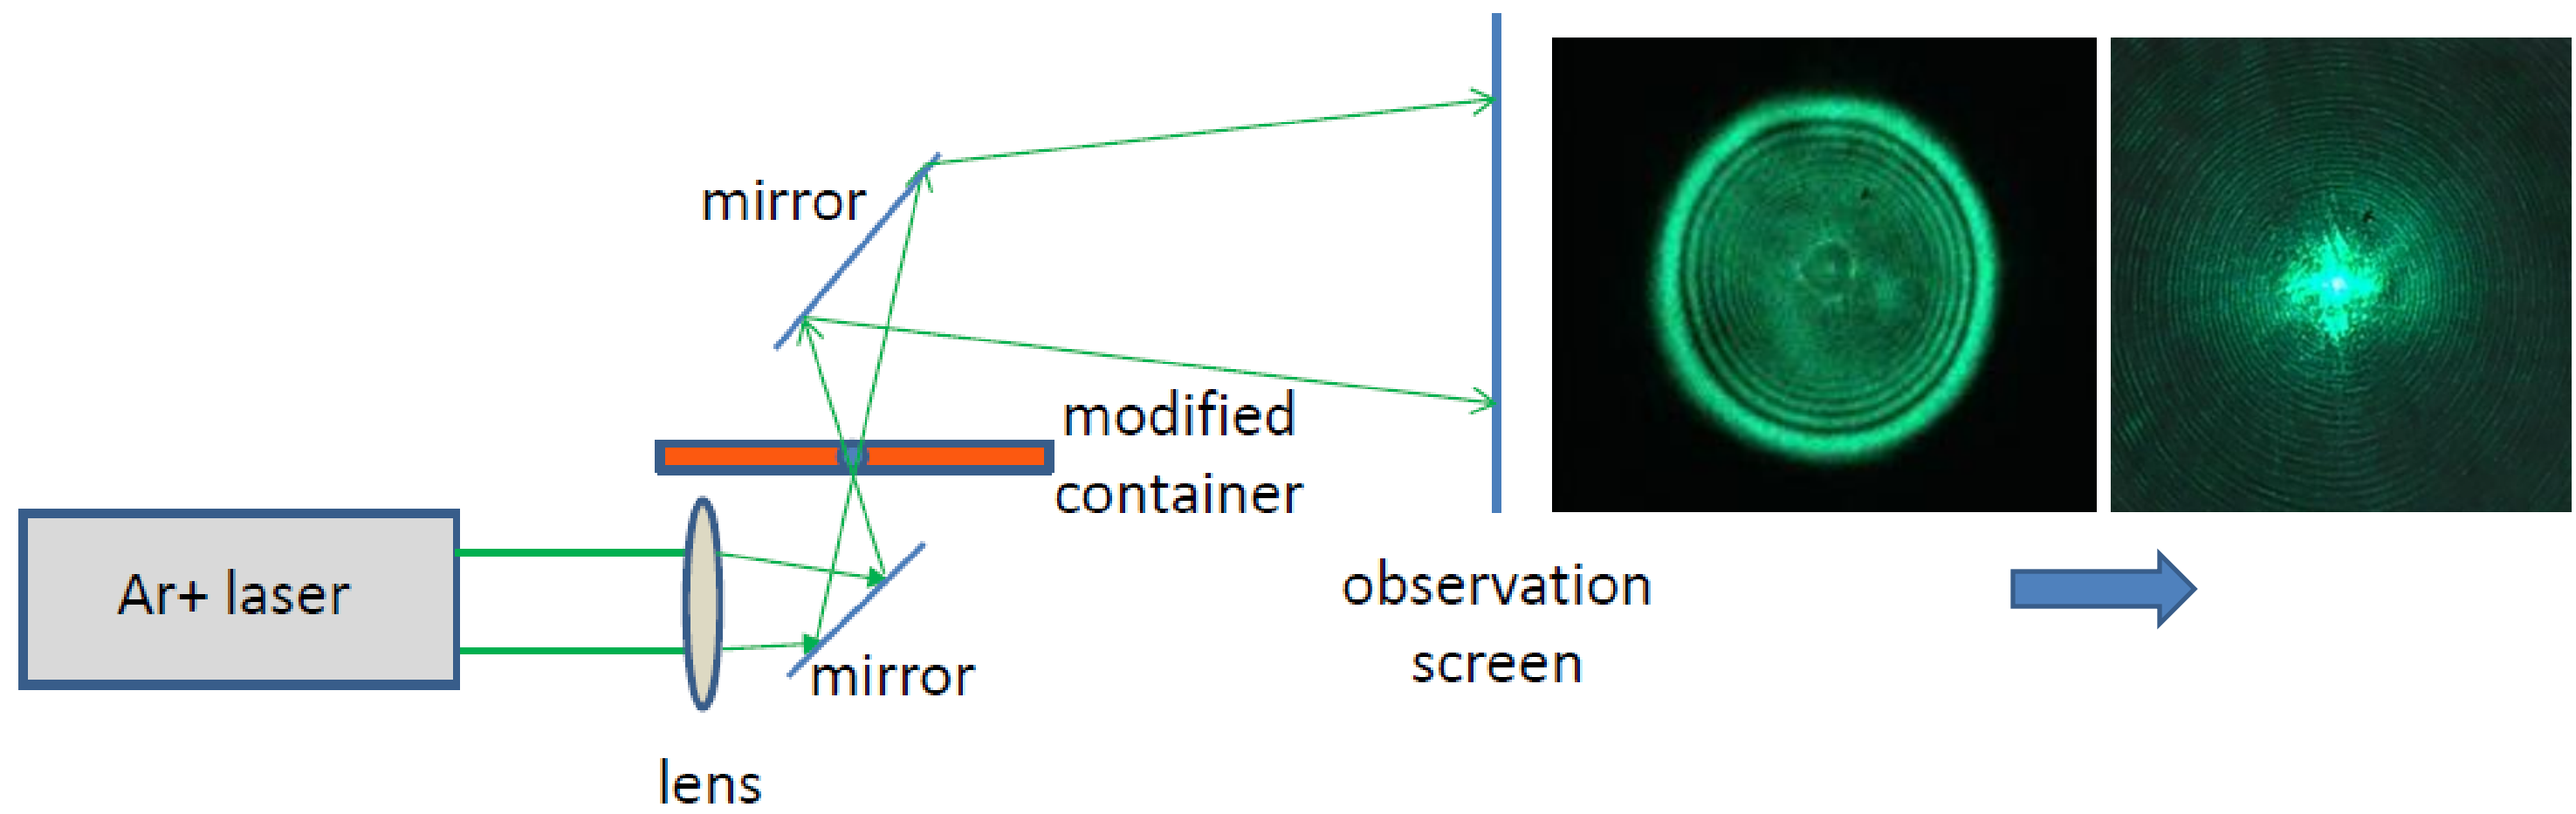 mirror
modified
container
Ar+ laser
mirror
lens
observation
screen